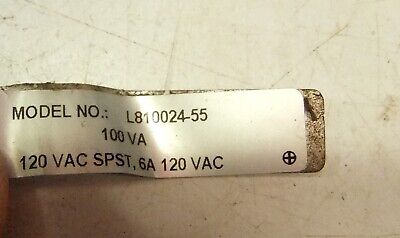 MODEL NO.: L810024-55
100 VA
120 VAC SPST, 6A 120 VAC